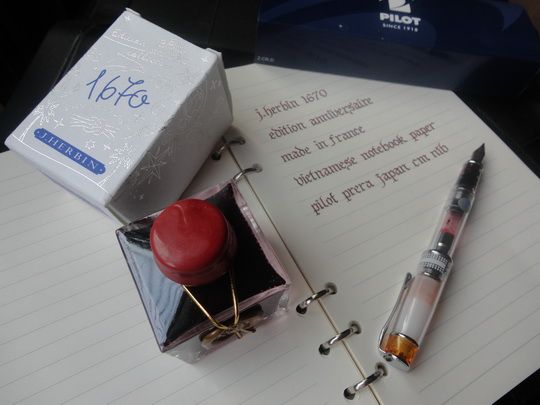 PILOT
SINCE 1918
1670
J.HERBIN
j.herbin 1670
edition anniversaire
made in france
vietnamese notebook paper
pilot prera japan cm nib